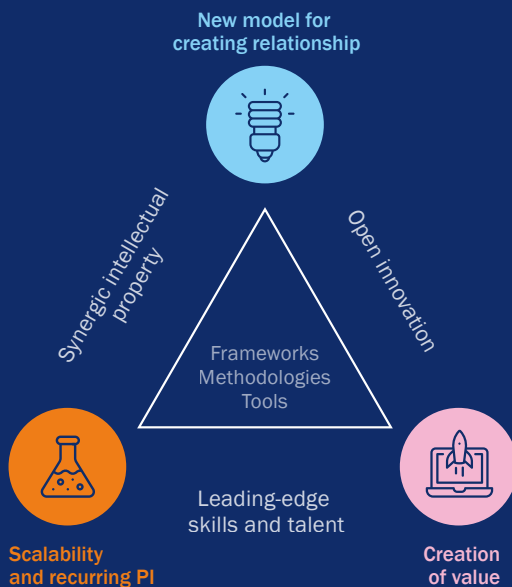 New model for
creating relationship
Synergic intellectual
property
Open innovation
Frameworks
Methodologies
Tools
Leading-edge
skills and talent
Scalability
and recurring PI
Creation
of value